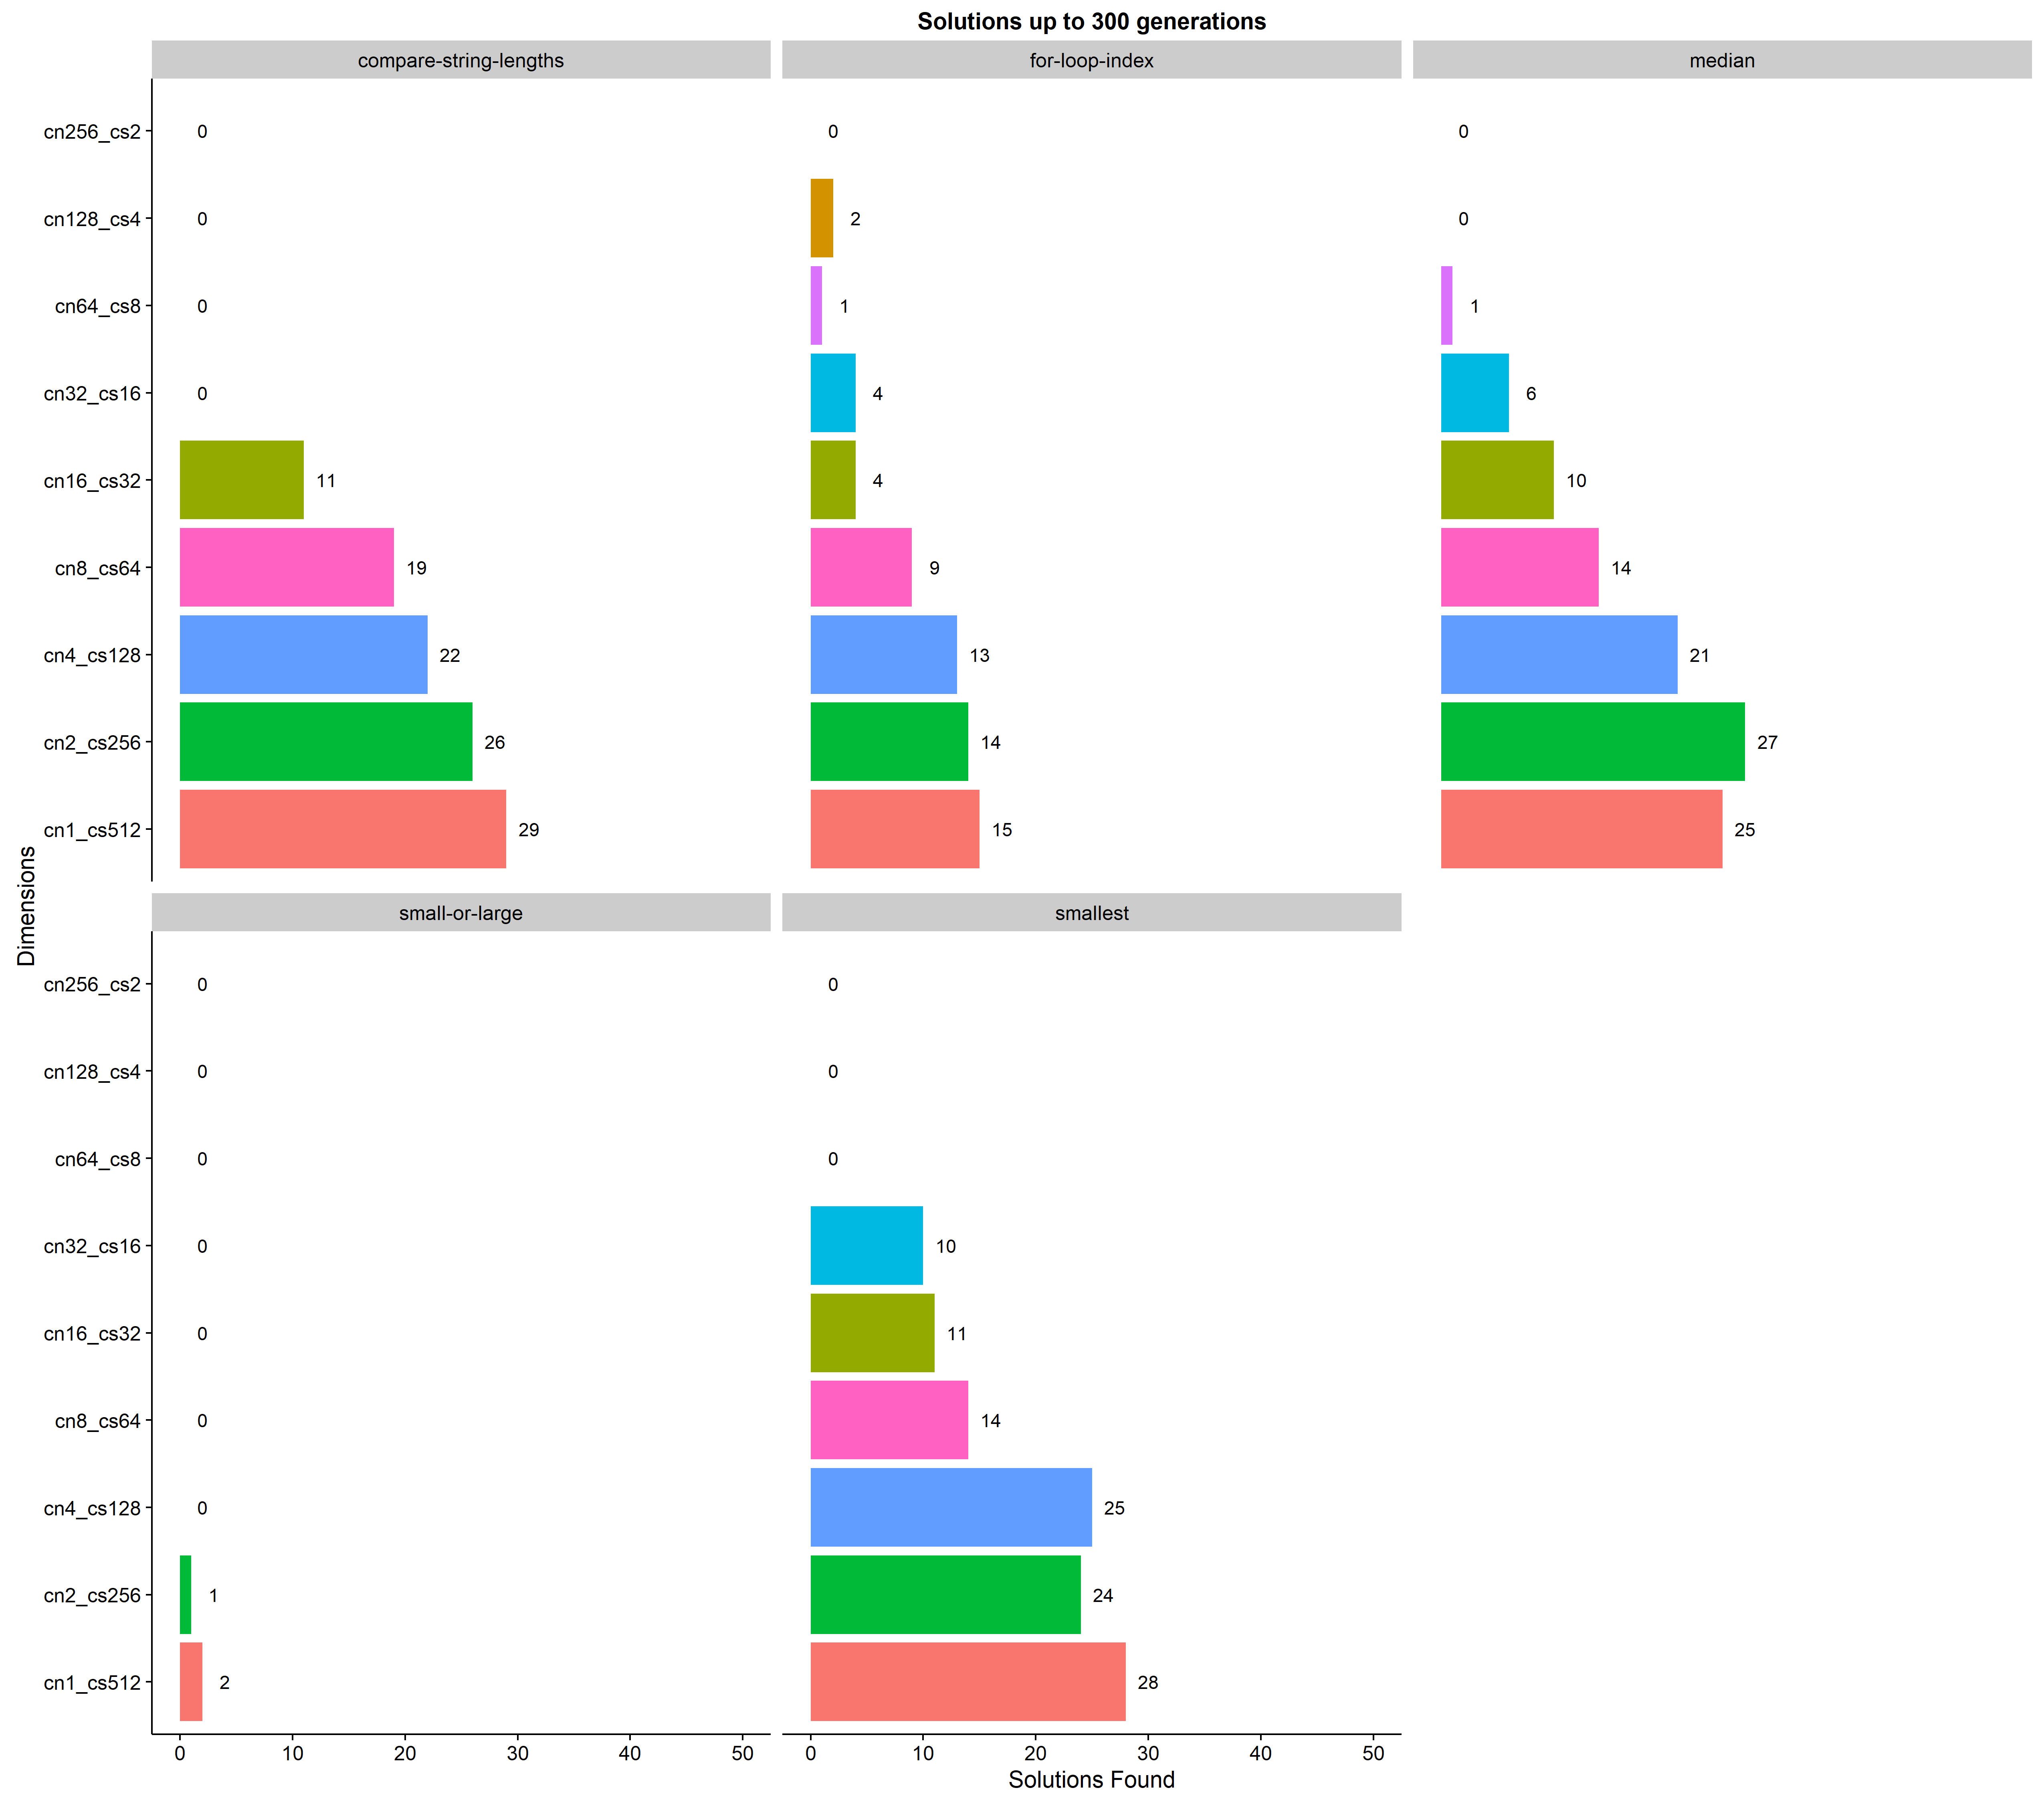 Solutions up to 300 generations
compare-string-lengths for-loop-index median
cn256_cs2 0 0 0
cn128_cs4 0 2 0
cn64_cs8 0 1 1
cn32_cs16 0 4 6
cn16_cs32 11 4 10
cn8_cs64 19 9 14
cn4_cs128 22 13 21
cn2_cs256 26 14 27
cn1_cs512 29 15 25
Dimensions
small-or-large smallest
cn256_cs2 0 0
cn128_cs4 0 0
cn64_cs8 0 0
cn32_cs16 0 10
cn16_cs32 0 11
cn8_cs64 0 14
cn4_cs128 0 25
cn2_cs256 1 24
cn1_cs512 2 28
0 10 20 30 40 50 0 10 20 30 40 50
Solutions Found